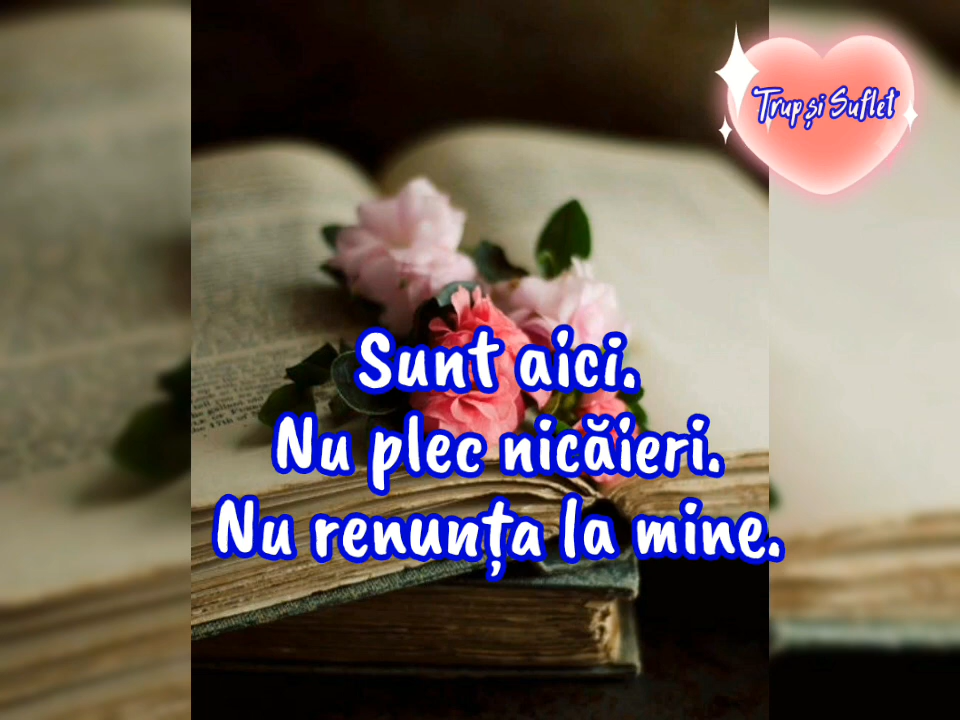 Trup și Suflet
Sunt aici.
Nu plec nicăieri.
Nu renunța la mine.